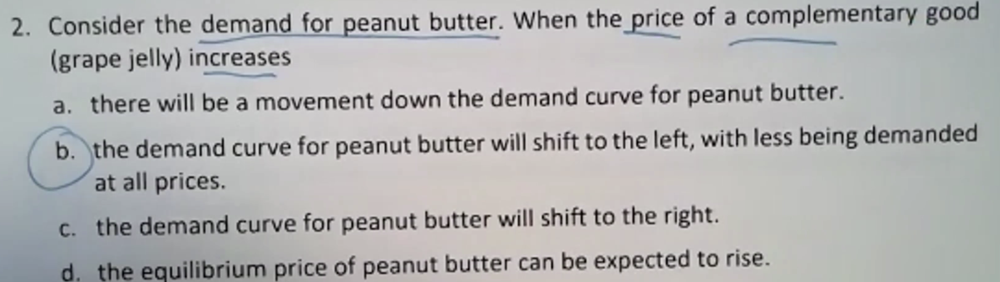 2. Consider the demand for peanut butter. When the price of a complementary good
(grape jelly) increases
a. there will be a movement down the demand curve for peanut butter.
b. the demand curve for peanut butter will shift to the left, with less being demanded
at all prices.
c. the demand curve for peanut butter will shift to the right.
d. the equilibrium price of peanut butter can be expected to rise.